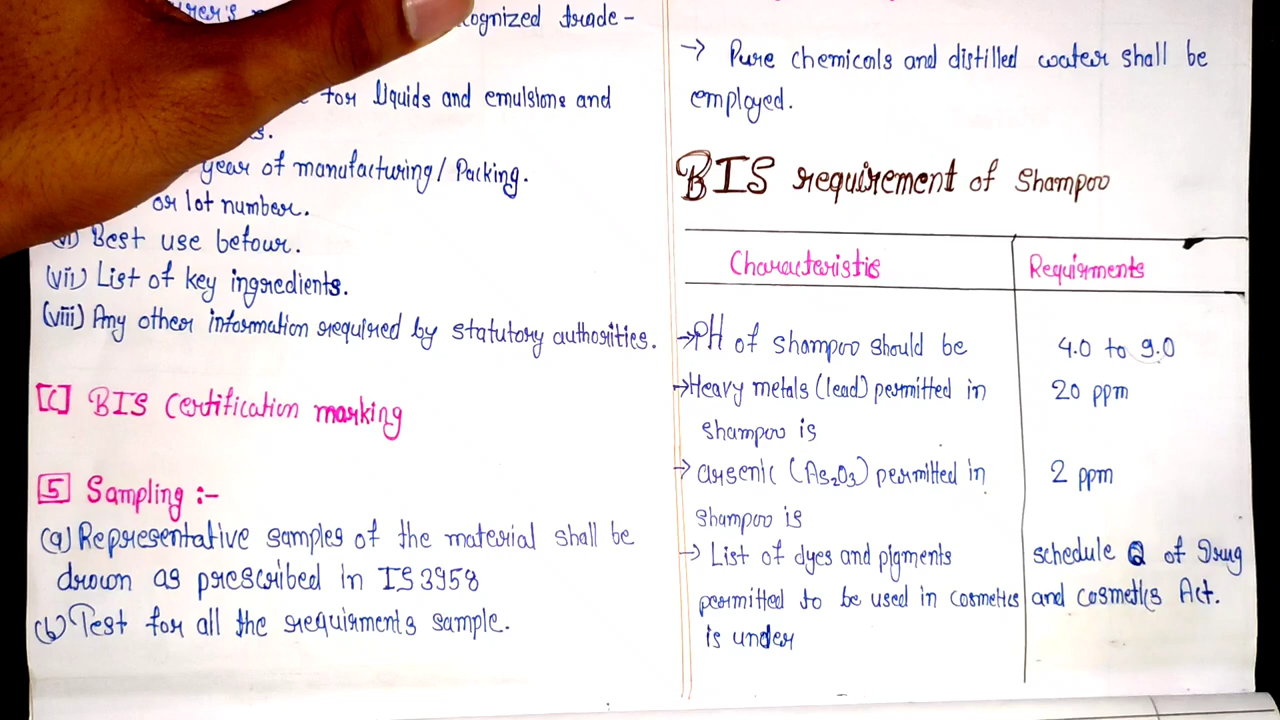 cognized trade-
for liquids and emulsions and
year of manufacturing/ Packing.
or lot number.
Best use befour.
(vii) List of key ingredients.
(viii) Any other information required by statutory authorities.
[C] BIS Certification marking
5 Sampling :-
(a) Representative samples of the material shall be
drown as prescribed in IS 3958
(b) Test for all the requirments sample.
→ Pure chemicals and distilled water shall be
employed.
BIS requirement of Shampoo
Characteristic Requirments
→ PH of shampoo should be 4.0 to 9.0
→ Heavy metals (lead) permitted in 20 ppm
shampoo is
→ arsenic (As₂O₃) permitted in 2 ppm
shampoo is
→ List of dyes and pigments schedule Q of Drug
permitted to be used in cosmetics and cosmetics Act.
is under